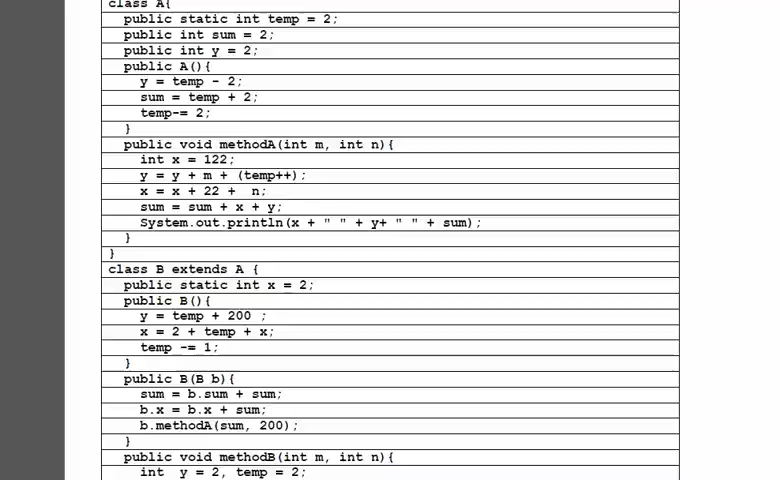 class A{
public static int temp = 2;
public int sum = 2;
public int y = 2;
public A(){
y = temp - 2;
sum = temp + 2;
temp-= 2;
}
public void methodA(int m, int n){
int x = 122;
y = y + m + (temp++);
x = x + 22 + n;
sum = sum + x + y;
System.out.println(x + " " + y+ " " + sum);
}
}
class B extends A {
public static int x = 2;
public B(){
y = temp + 200 ;
x = 2 + temp + x;
temp -= 1;
}
public B(B b){
sum = b.sum + sum;
b.x = b.x + sum;
b.methodA(sum, 200);
}
public void methodB(int m, int n){
int y = 2, temp = 2;